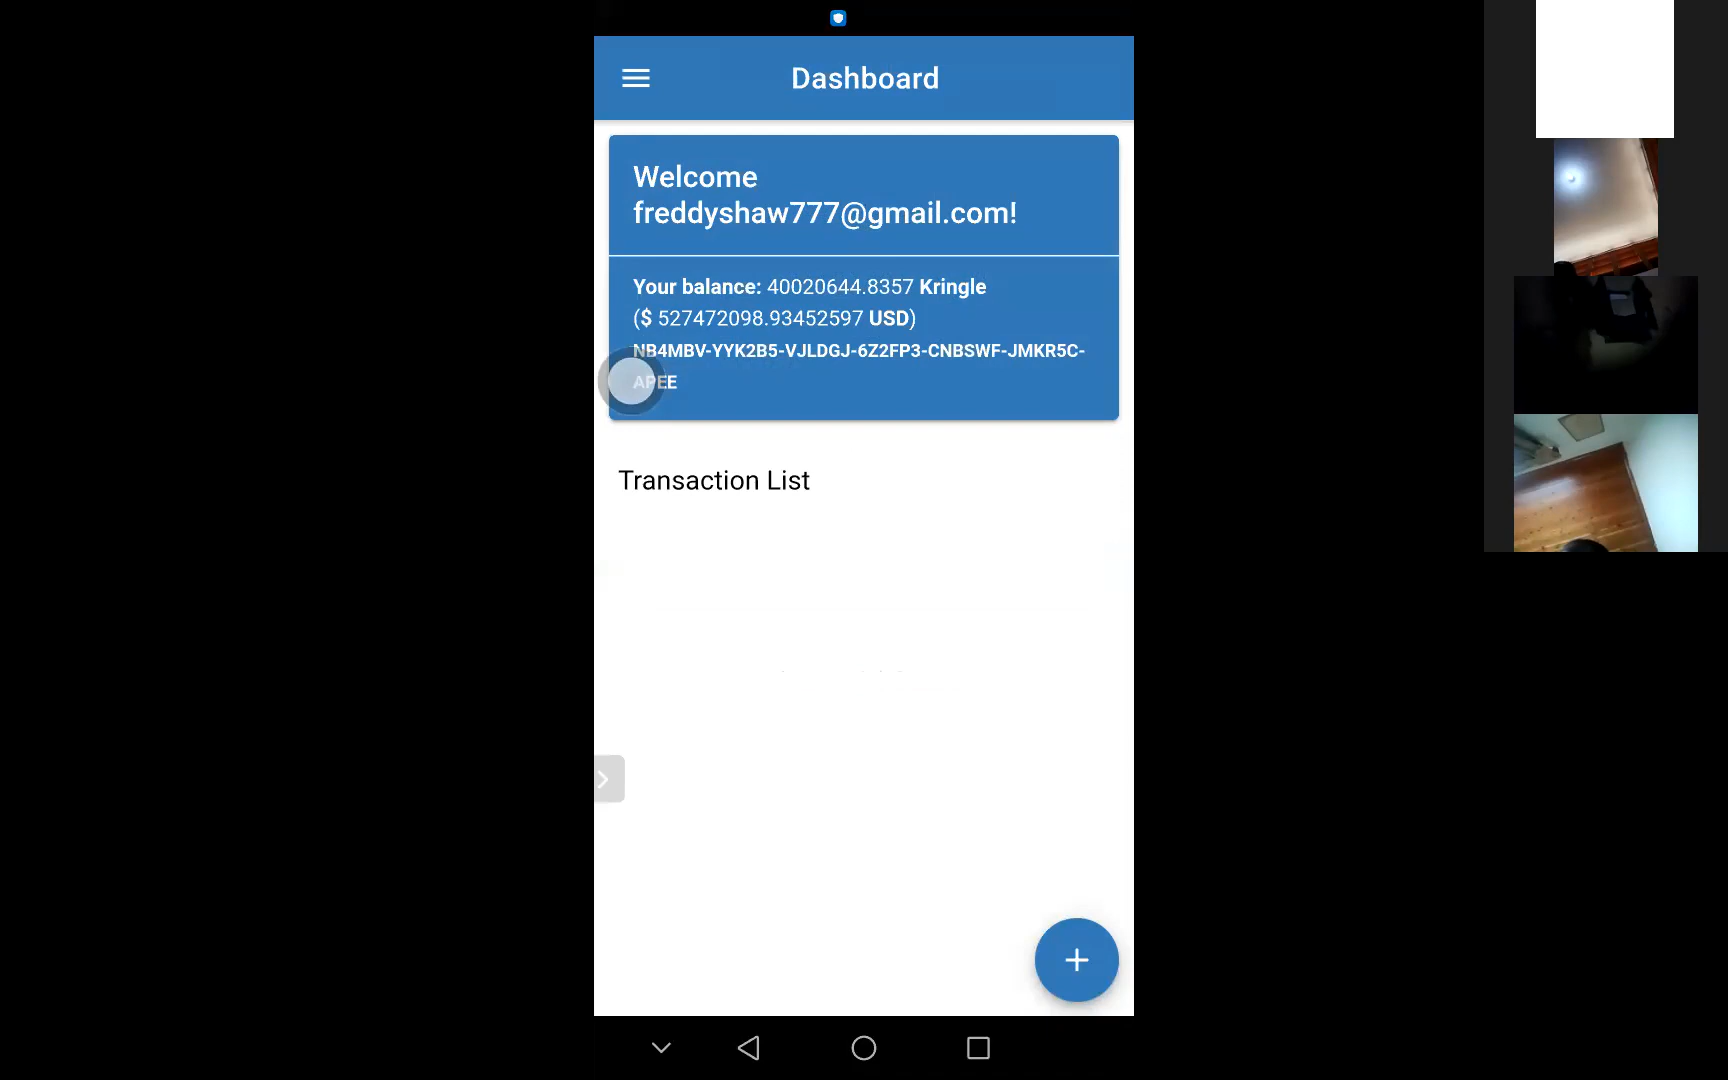 Dashboard
Welcome
freddyshaw777@gmail.com!
Your balance: 40020644.8357 Kringle
($ 527472098.93452597 USD)
NB4MBV-YYK2B5-VJLDGJ-6Z2FP3-CNBSWF-JMKR5C-
APEE
Transaction List